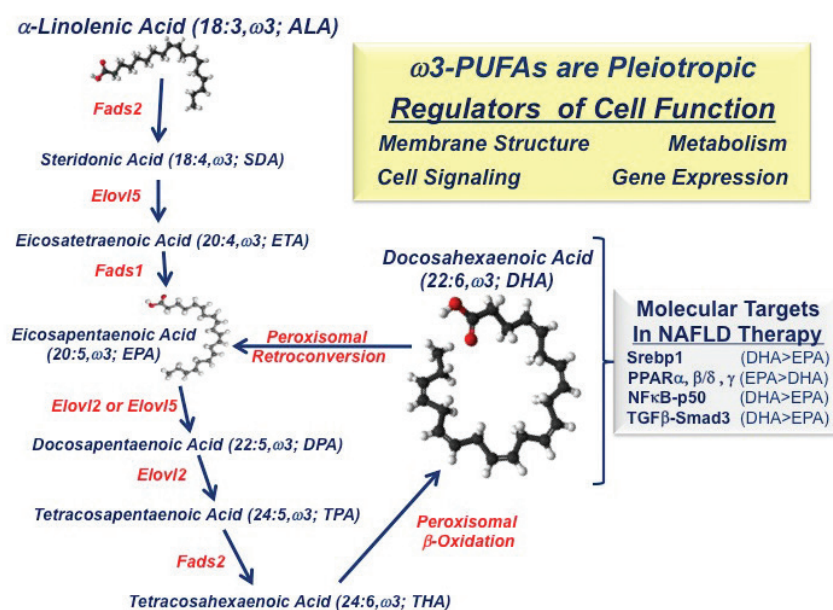 α-Linolenic Acid (18:3,ω3; ALA)
Fads2
Steridonic Acid (18:4,ω3; SDA)
Elovl5
Eicosatetraenoic Acid (20:4,ω3; ETA)
Fads1
Eicosapentaenoic Acid
(20:5,ω3; EPA)
Elovl2 or Elovl5
Docosapentaenoic Acid (22:5,ω3; DPA)
Elovl2
Tetracosapentaenoic Acid (24:5,ω3; TPA)
Fads2
Tetracosahexaenoic Acid (24:6,ω3; THA)
Peroxisomal
β-Oxidation
Docosahexaenoic Acid
(22:6,ω3; DHA)
Peroxisomal
Retroconversion
ω3-PUFAs are Pleiotropic
Regulators of Cell Function
Membrane Structure Metabolism
Cell Signaling Gene Expression
Molecular Targets
In NAFLD Therapy
Srebp1 (DHA>EPA)
PPARα, β/δ , γ (EPA>DHA)
NFκB-p50 (DHA>EPA)
TGFβ-Smad3 (DHA>EPA)